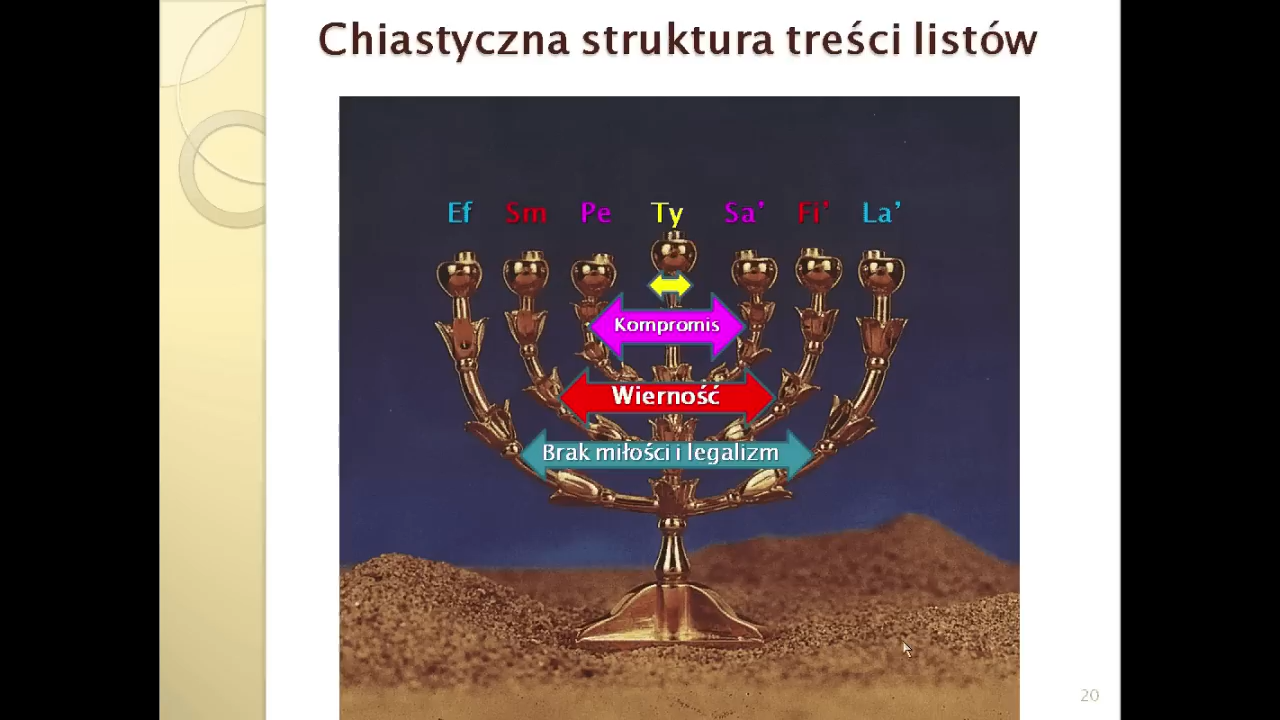 Chiastyczna struktura treści listów
Ef Sm Pe Ty Sa' Fi' La'
Kompromis
Wierność
Brak miłości i legalizm
20